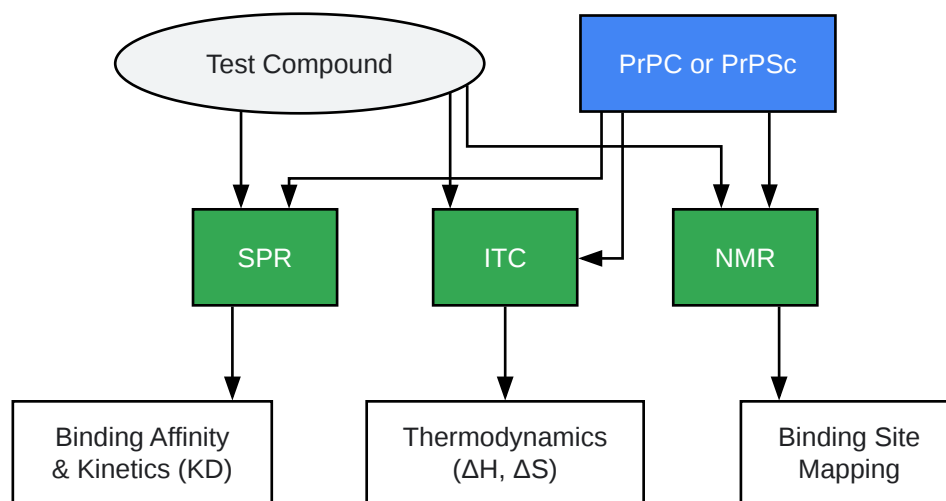 Test Compound
PrPC or PrPSc
SPR
ITC
NMR
Binding Affinity
& Kinetics (KD)
Thermodynamics
(ΔH, ΔS)
Binding Site
Mapping